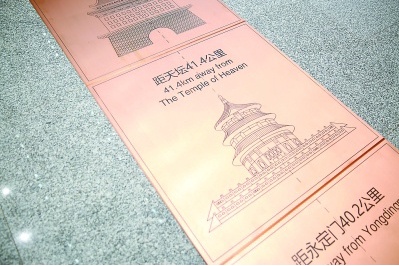 距天坛41.4公里
41.4km away from
The Temple of Heaven
距永定门40.2公里
away from Yongding